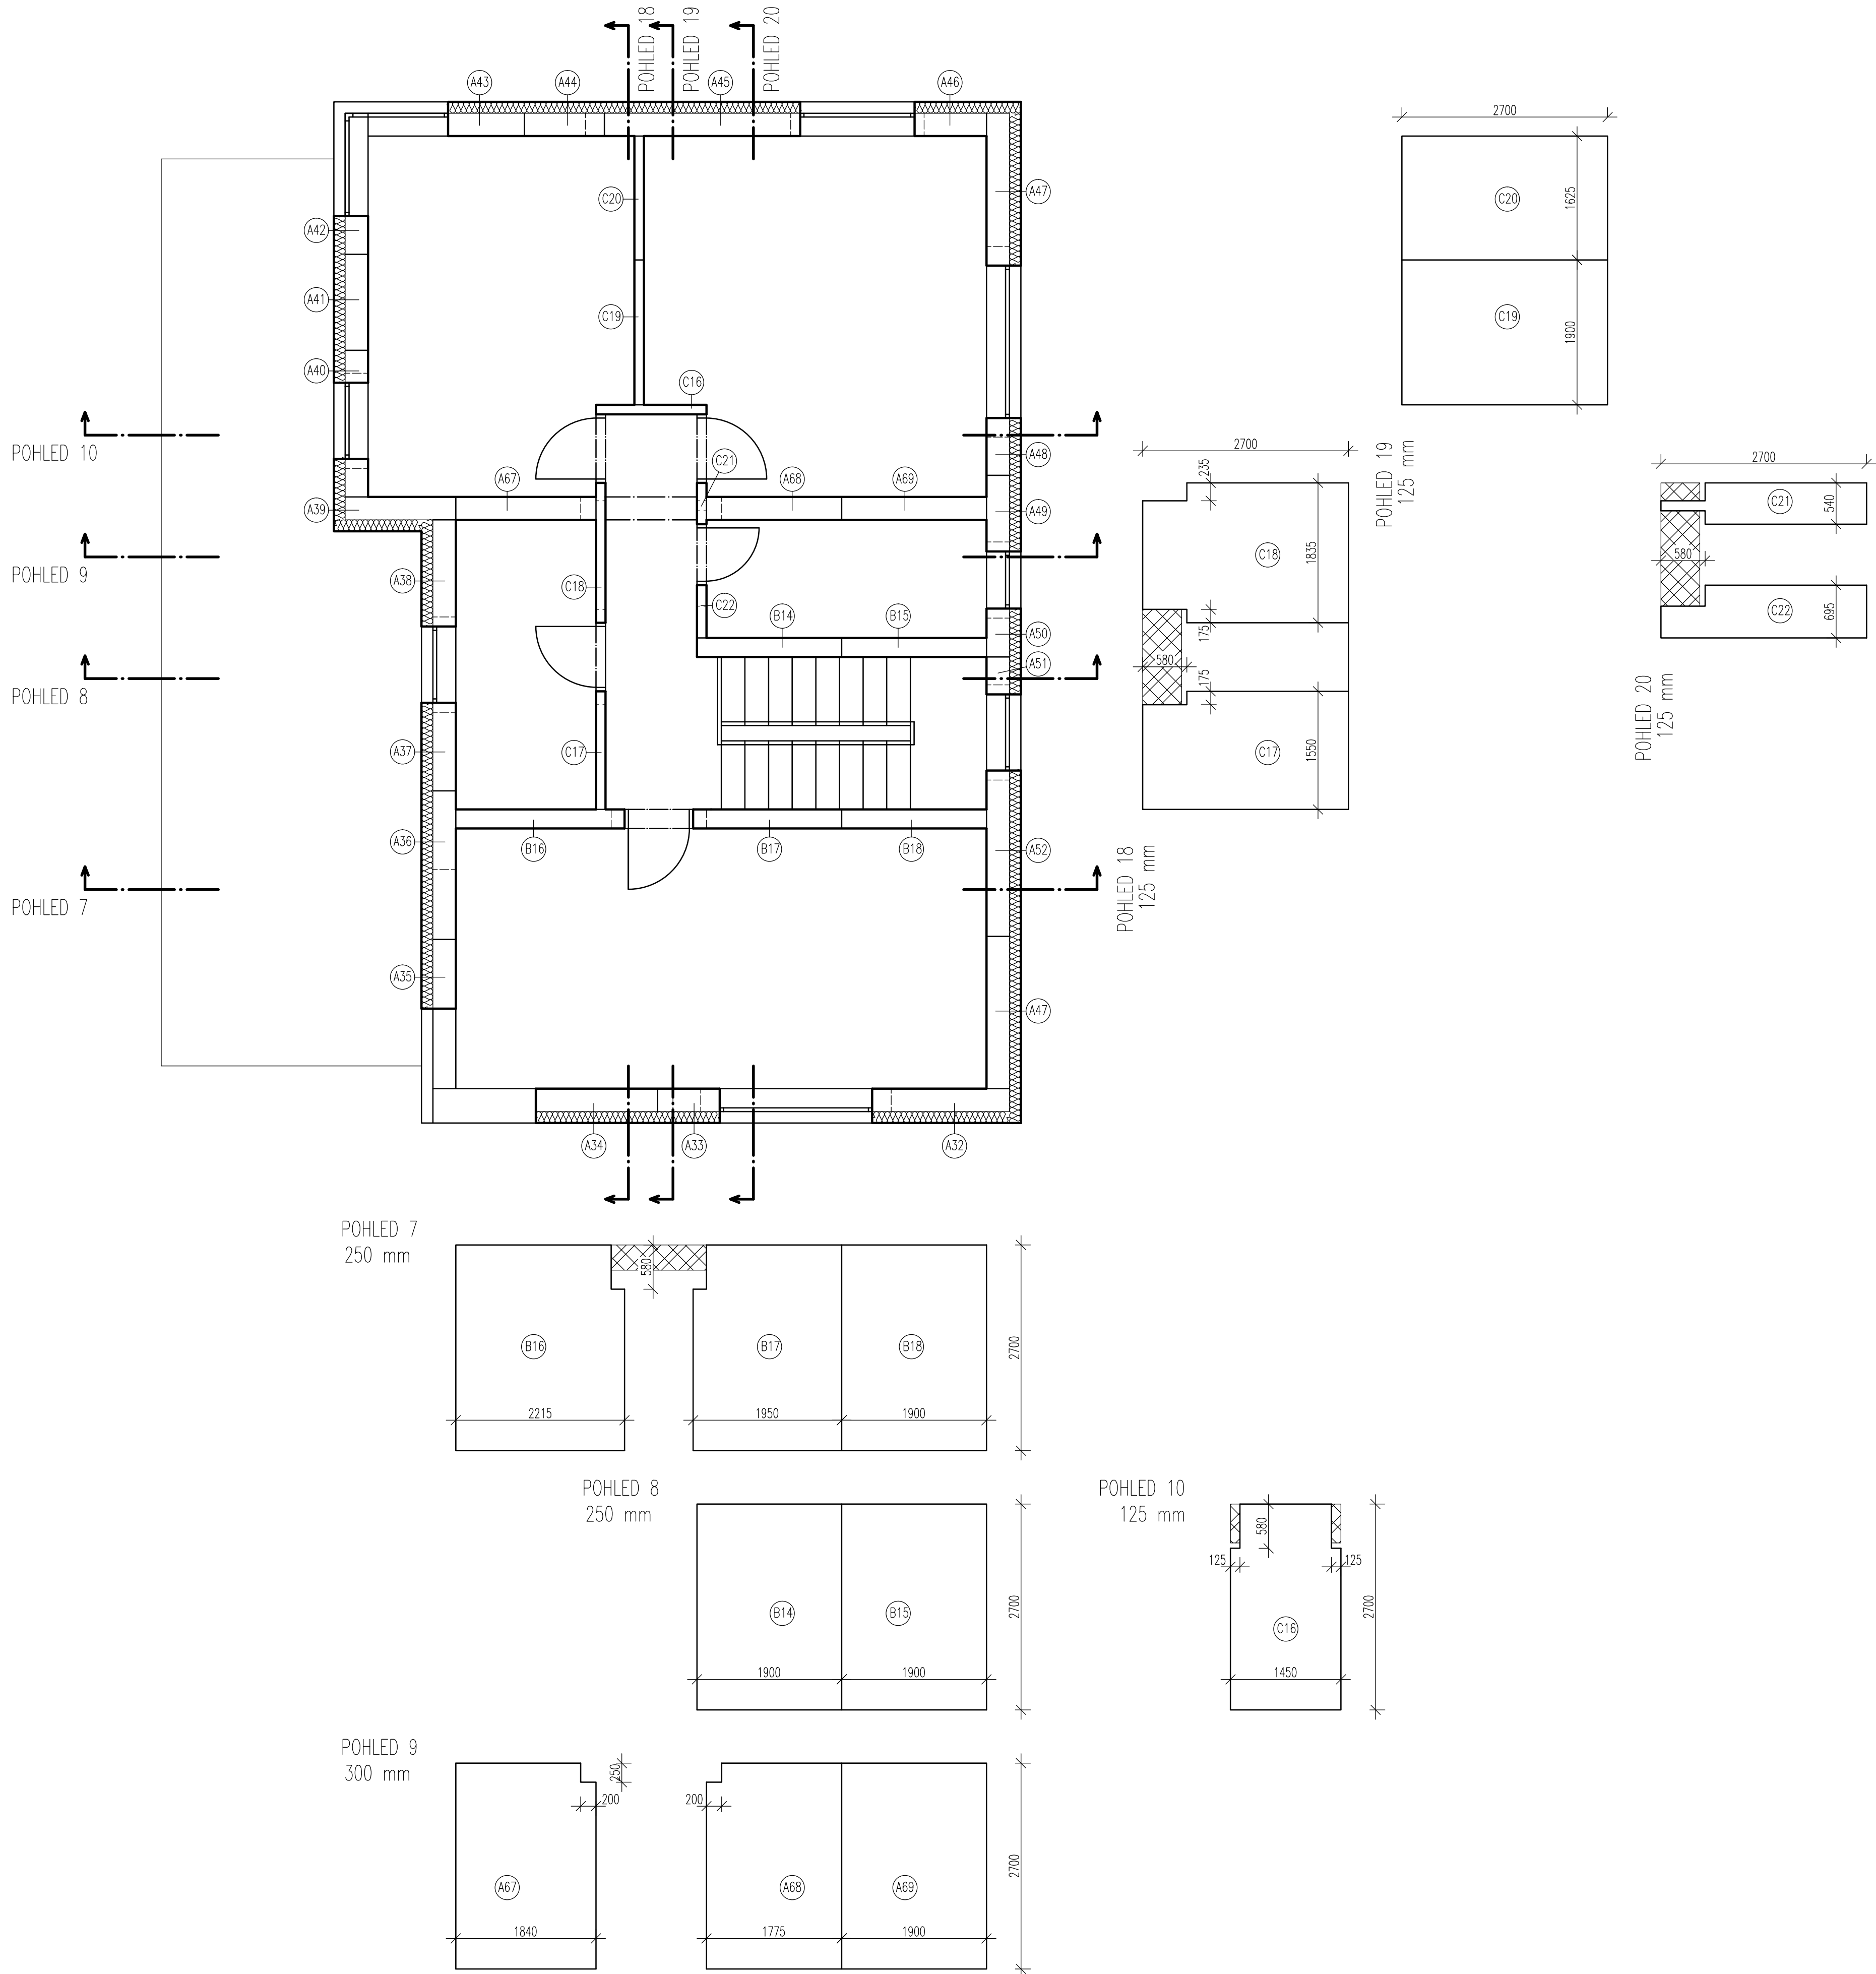 POHLED 18
POHLED 19
POHLED 20
A43
A44
A45
A46
2700
A47
C20
C20
1625
A42
A41
C19
C19
1900
A40
C16
POHLED 10
2700
235
POHLED 19
125 mm
2700
C21
A48
A67
A68
A69
A39
A49
C21
540
C18
1835
POHLED 9
A38
C18
580
C22
C22
695
B14
B15
A50
175
A51
580
175
POHLED 8
POHLED 20
125 mm
A37
C17
C17
1550
A36
B16
B17
B18
A52
POHLED 18
125 mm
POHLED 7
A35
A47
A34
A33
A32
POHLED 7
250 mm
580
B16
B17
B18
2700
2215
1950
1900
POHLED 8
250 mm
POHLED 10
125 mm
580
125
125
B14
B15
2700
C16
2700
1900
1900
1450
POHLED 9
300 mm
250
200
200
A67
A68
A69
2700
1840
1775
1900